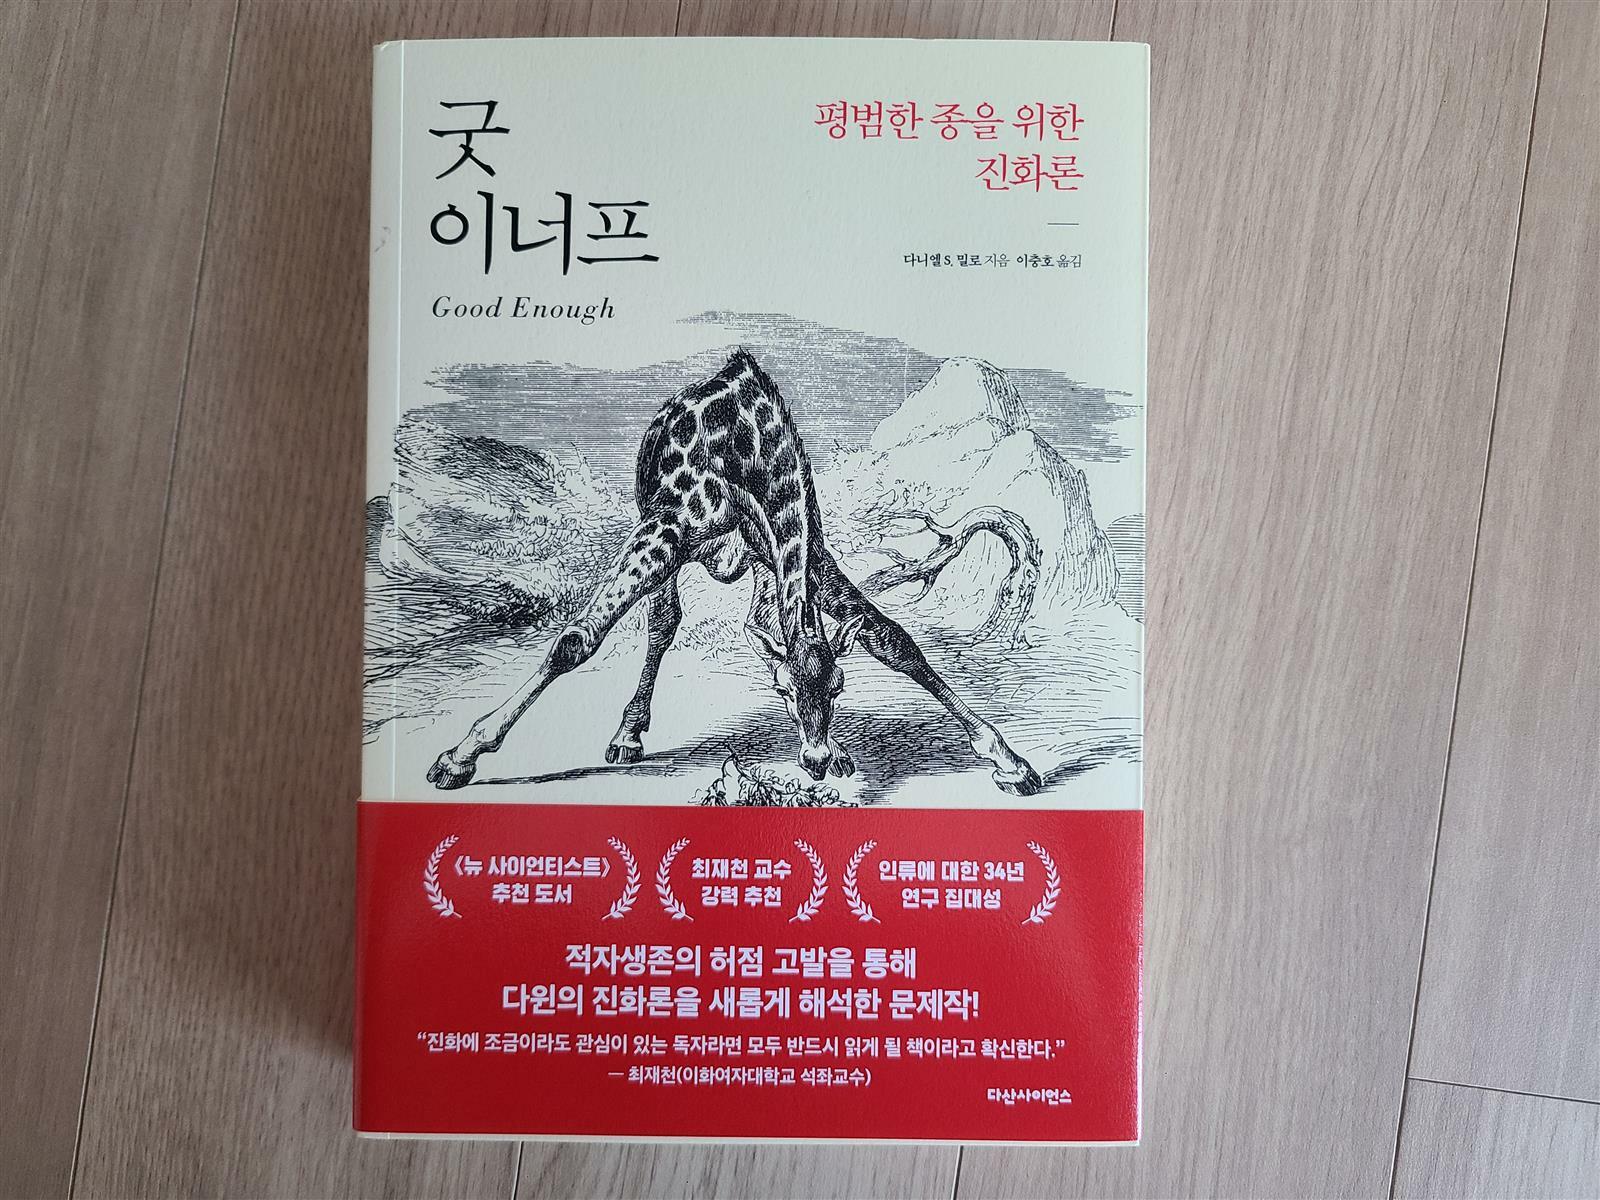 굿
이너프
Good Enough
평범한 종을 위한
진화론
다니엘 S. 밀로 지음 이충호 옮김
《뉴 사이언티스트》
추천 도서
최재천 교수
강력 추천
인류에 대한 34년
연구 집대성
적자생존의 허점 고발을 통해
다윈의 진화론을 새롭게 해석한 문제작!
“진화에 조금이라도 관심이 있는 독자라면 모두 반드시 읽게 될 책이라고 확신한다.”
─ 최재천(이화여자대학교 석좌교수)
다산사이언스